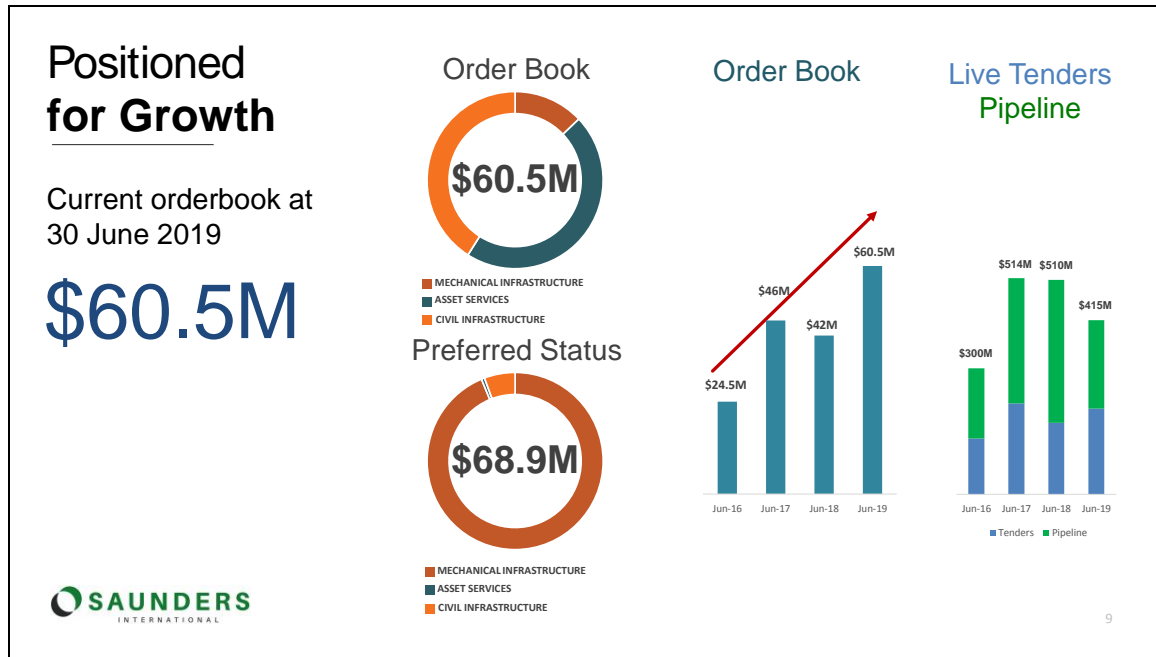 Positioned
for Growth
Current orderbook at
30 June 2019
$60.5M
SAUNDERS
INTERNATIONAL
Order Book
$60.5M
MECHANICAL INFRASTRUCTURE
ASSET SERVICES
CIVIL INFRASTRUCTURE
Preferred Status
$68.9M
MECHANICAL INFRASTRUCTURE
ASSET SERVICES
CIVIL INFRASTRUCTURE
Order Book
$24.5M
$46M
$42M
$60.5M
Jun-16 Jun-17 Jun-18 Jun-19
Live Tenders
Pipeline
$300M
$514M
$510M
$415M
Jun-16 Jun-17 Jun-18 Jun-19
Tenders Pipeline
9